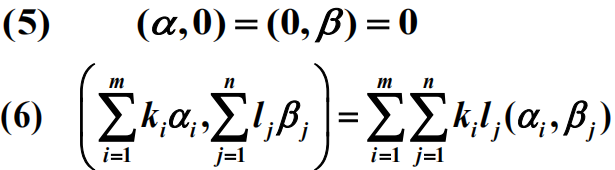 (5) (α,0) = (0, β) = 0
(6) (∑_{i=1}^{m} k_i α_i, ∑_{j=1}^{n} l_j β_j) = ∑_{i=1}^{m} ∑_{j=1}^{n} k_i l_j (α_i, β_j)